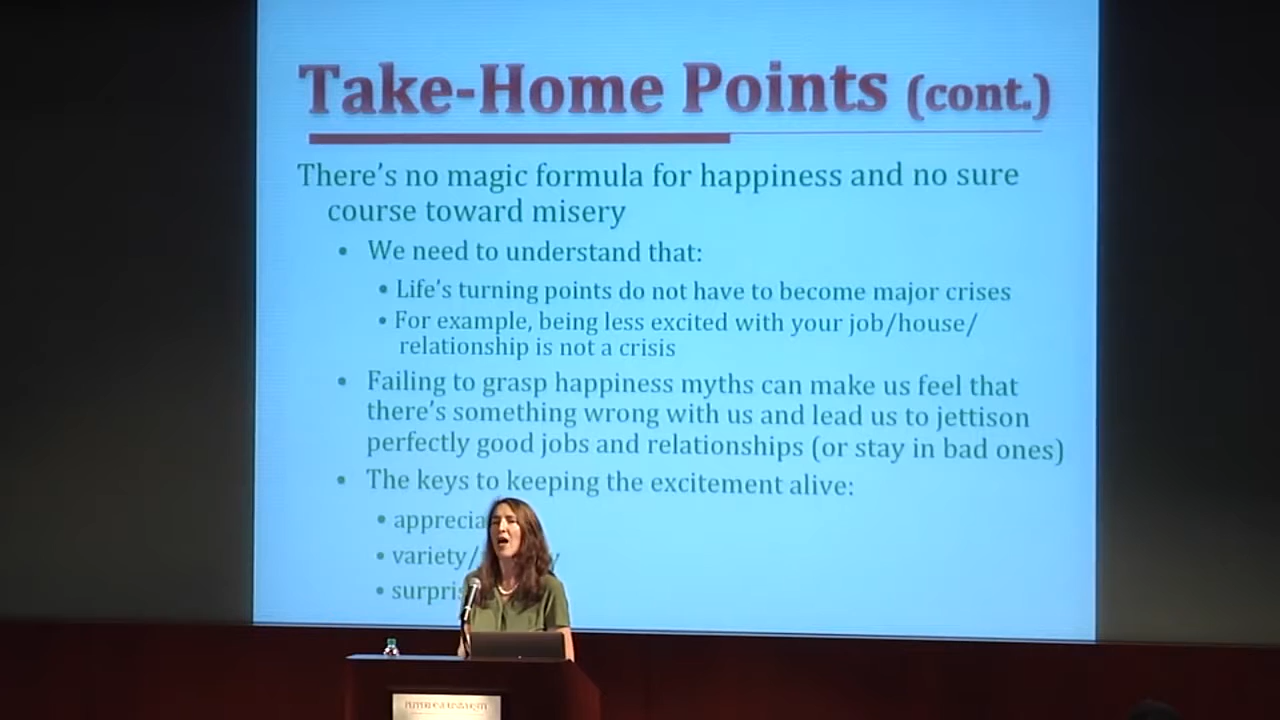 Take-Home Points (cont.)
There's no magic formula for happiness and no sure
course toward misery
• We need to understand that:
• Life's turning points do not have to become major crises
• For example, being less excited with your job/house/
relationship is not a crisis
• Failing to grasp happiness myths can make us feel that
there's something wrong with us and lead us to jettison
perfectly good jobs and relationships (or stay in bad ones)
• The keys to keeping the excitement alive:
• apprecia
• variety/
• surpris